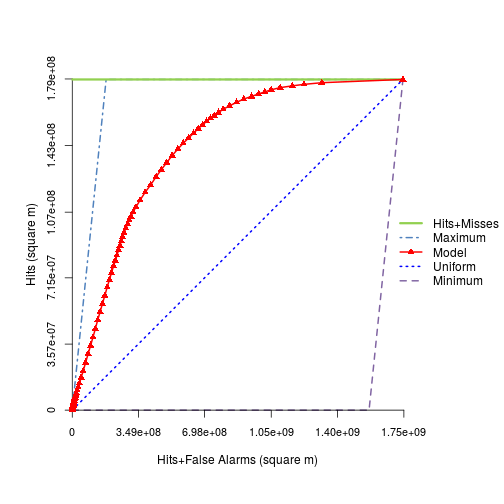 1.79e+08
1.43e+08
1.07e+08
7.15e+07
3.57e+07
0
Hits (square m)
0
3.49e+08
6.98e+08
1.05e+09
1.40e+09
1.75e+09
Hits+False Alarms (square m)
Hits+Misses
Maximum
Model
Uniform
Minimum